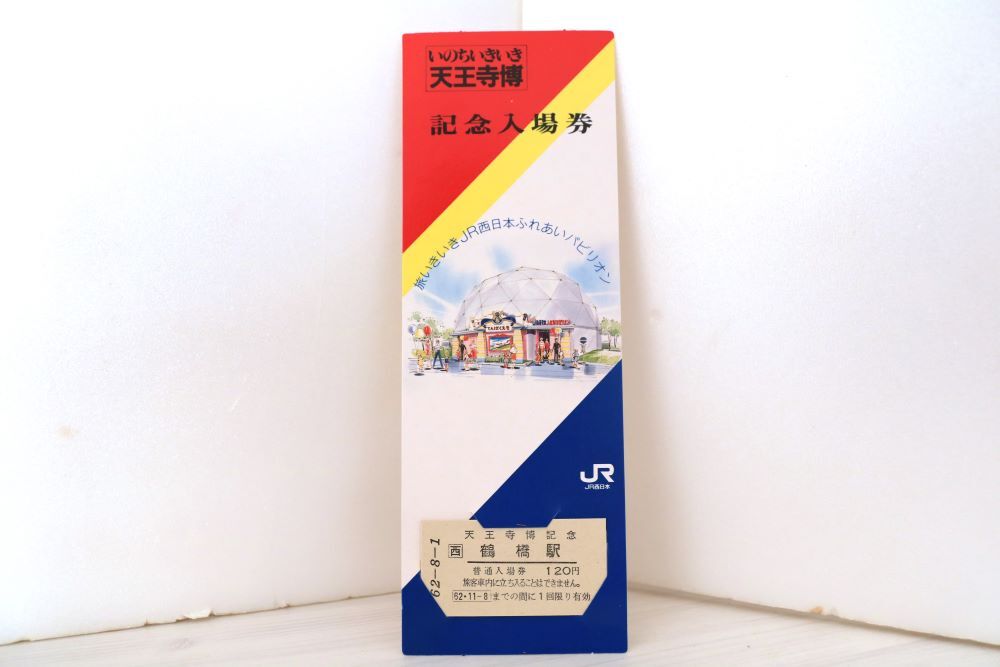 いのちいきいき
天王寺博
記念入場券
旅いきいきJR西日本ふれあいパビリオン
JR
JR西日本
天王寺博記念
西 鶴橋駅
普通入場券 120円
旅客車内に立ち入ることはできません。
62・11-8までの間に1回限り有効
62-8-1